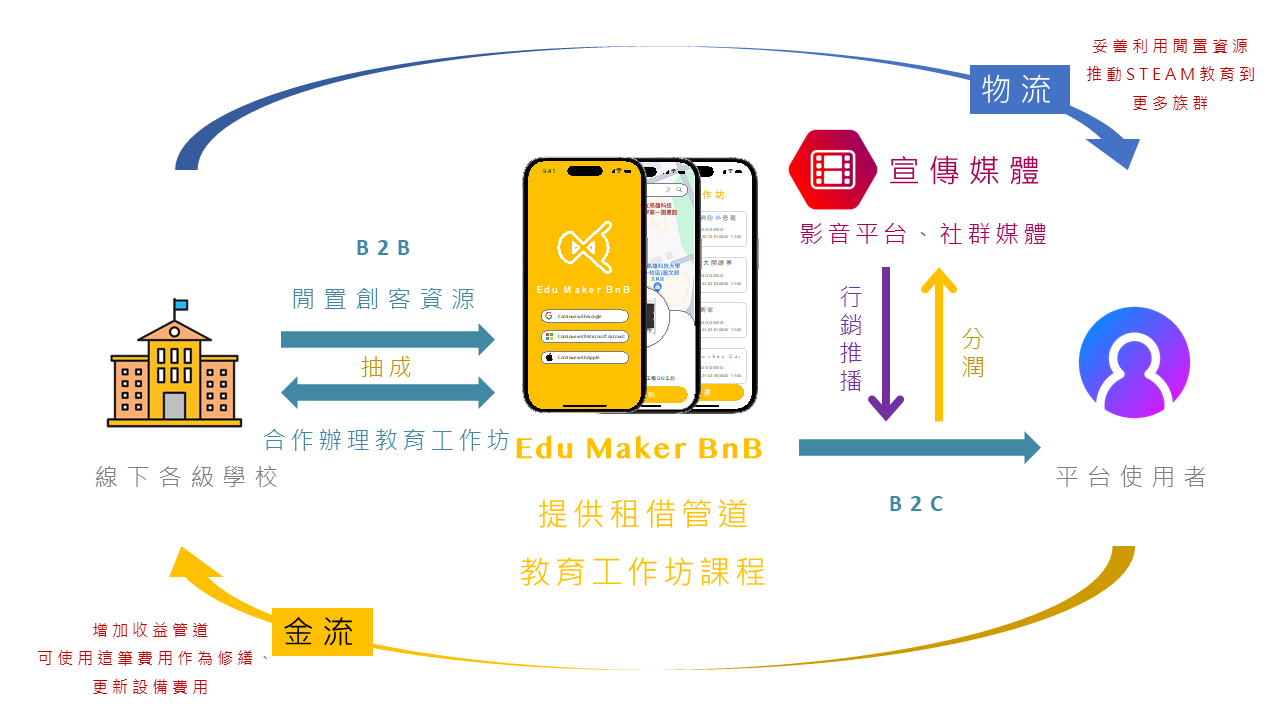 妥善利用閒置資源
推動STEAM教育到
更多族群
物流
宣傳媒體
影音平台、社群媒體
B2B
閒置創客資源
抽成
合作辦理教育工作坊
線下各級學校
9:41
Edu Maker BnB
Continue with Google
Continue with Microsoft Account
Continue with Apple
Edu Maker BnB
提供租借管道
教育工作坊課程
行銷推播
分潤
B2C
平台使用者
金流
增加收益管道
可使用這筆費用作為修繕、
更新設備費用